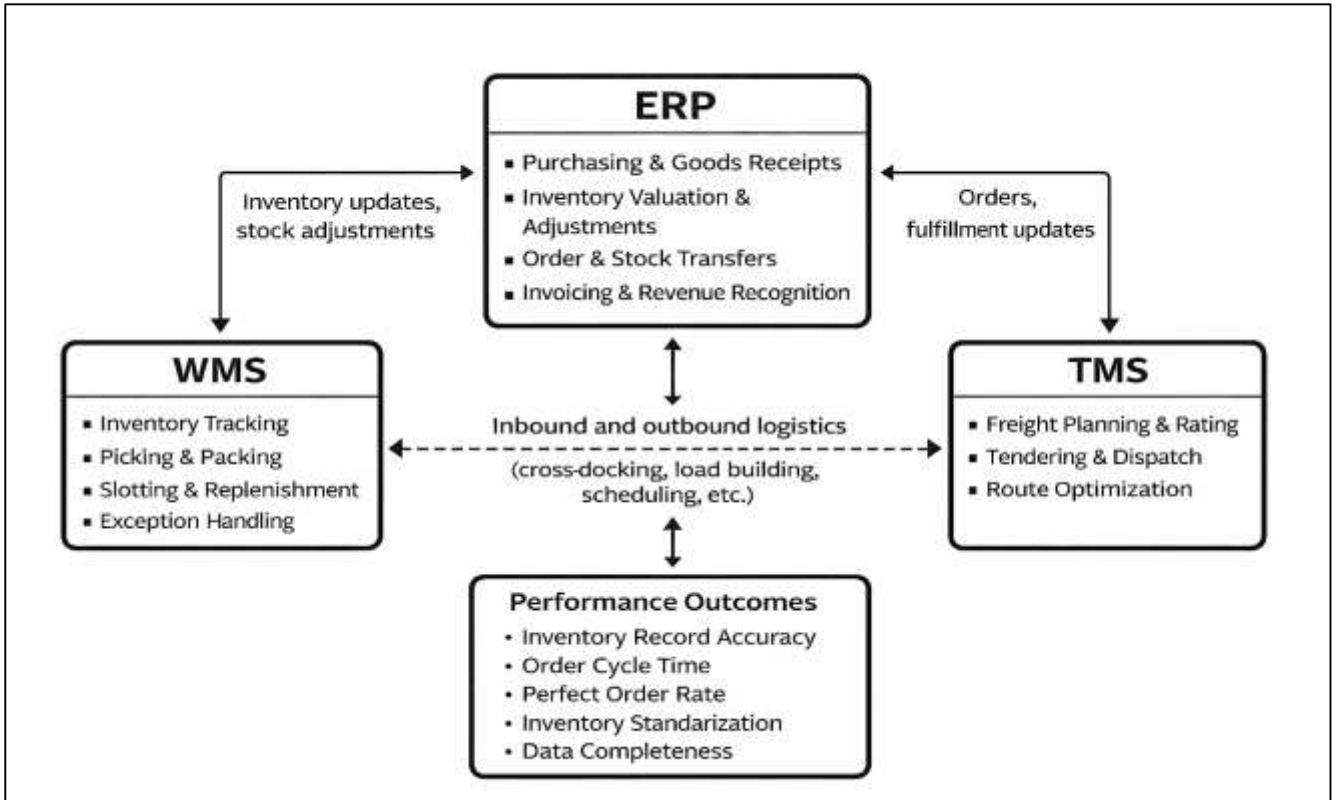 ERP
▪ Purchasing & Goods Receipts
▪ Inventory Valuation &
Adjustments
▪ Order & Stock Transfers
▪ Invoicing & Revenue Recognition
Inventory updates,
stock adjustments
Orders,
fulfillment updates
WMS
▪ Inventory Tracking
▪ Picking & Packing
▪ Slotting & Replenishment
▪ Exception Handling
Inbound and outbound logistics
(cross-docking, load building,
scheduling, etc.)
TMS
▪ Freight Planning & Rating
▪ Tendering & Dispatch
▪ Route Optimization
Performance Outcomes
• Inventory Record Accuracy
• Order Cycle Time
• Perfect Order Rate
• Inventory Standarization
• Data Completeness